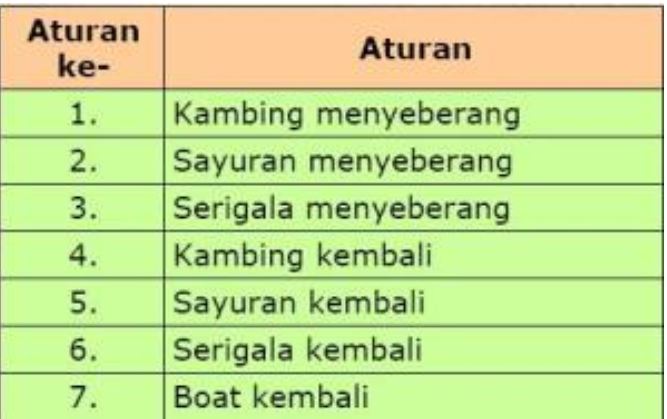 Aturan
ke-
Aturan
1. Kambing menyeberang
2. Sayuran menyeberang
3. Serigala menyeberang
4. Kambing kembali
5. Sayuran kembali
6. Serigala kembali
7. Boat kembali